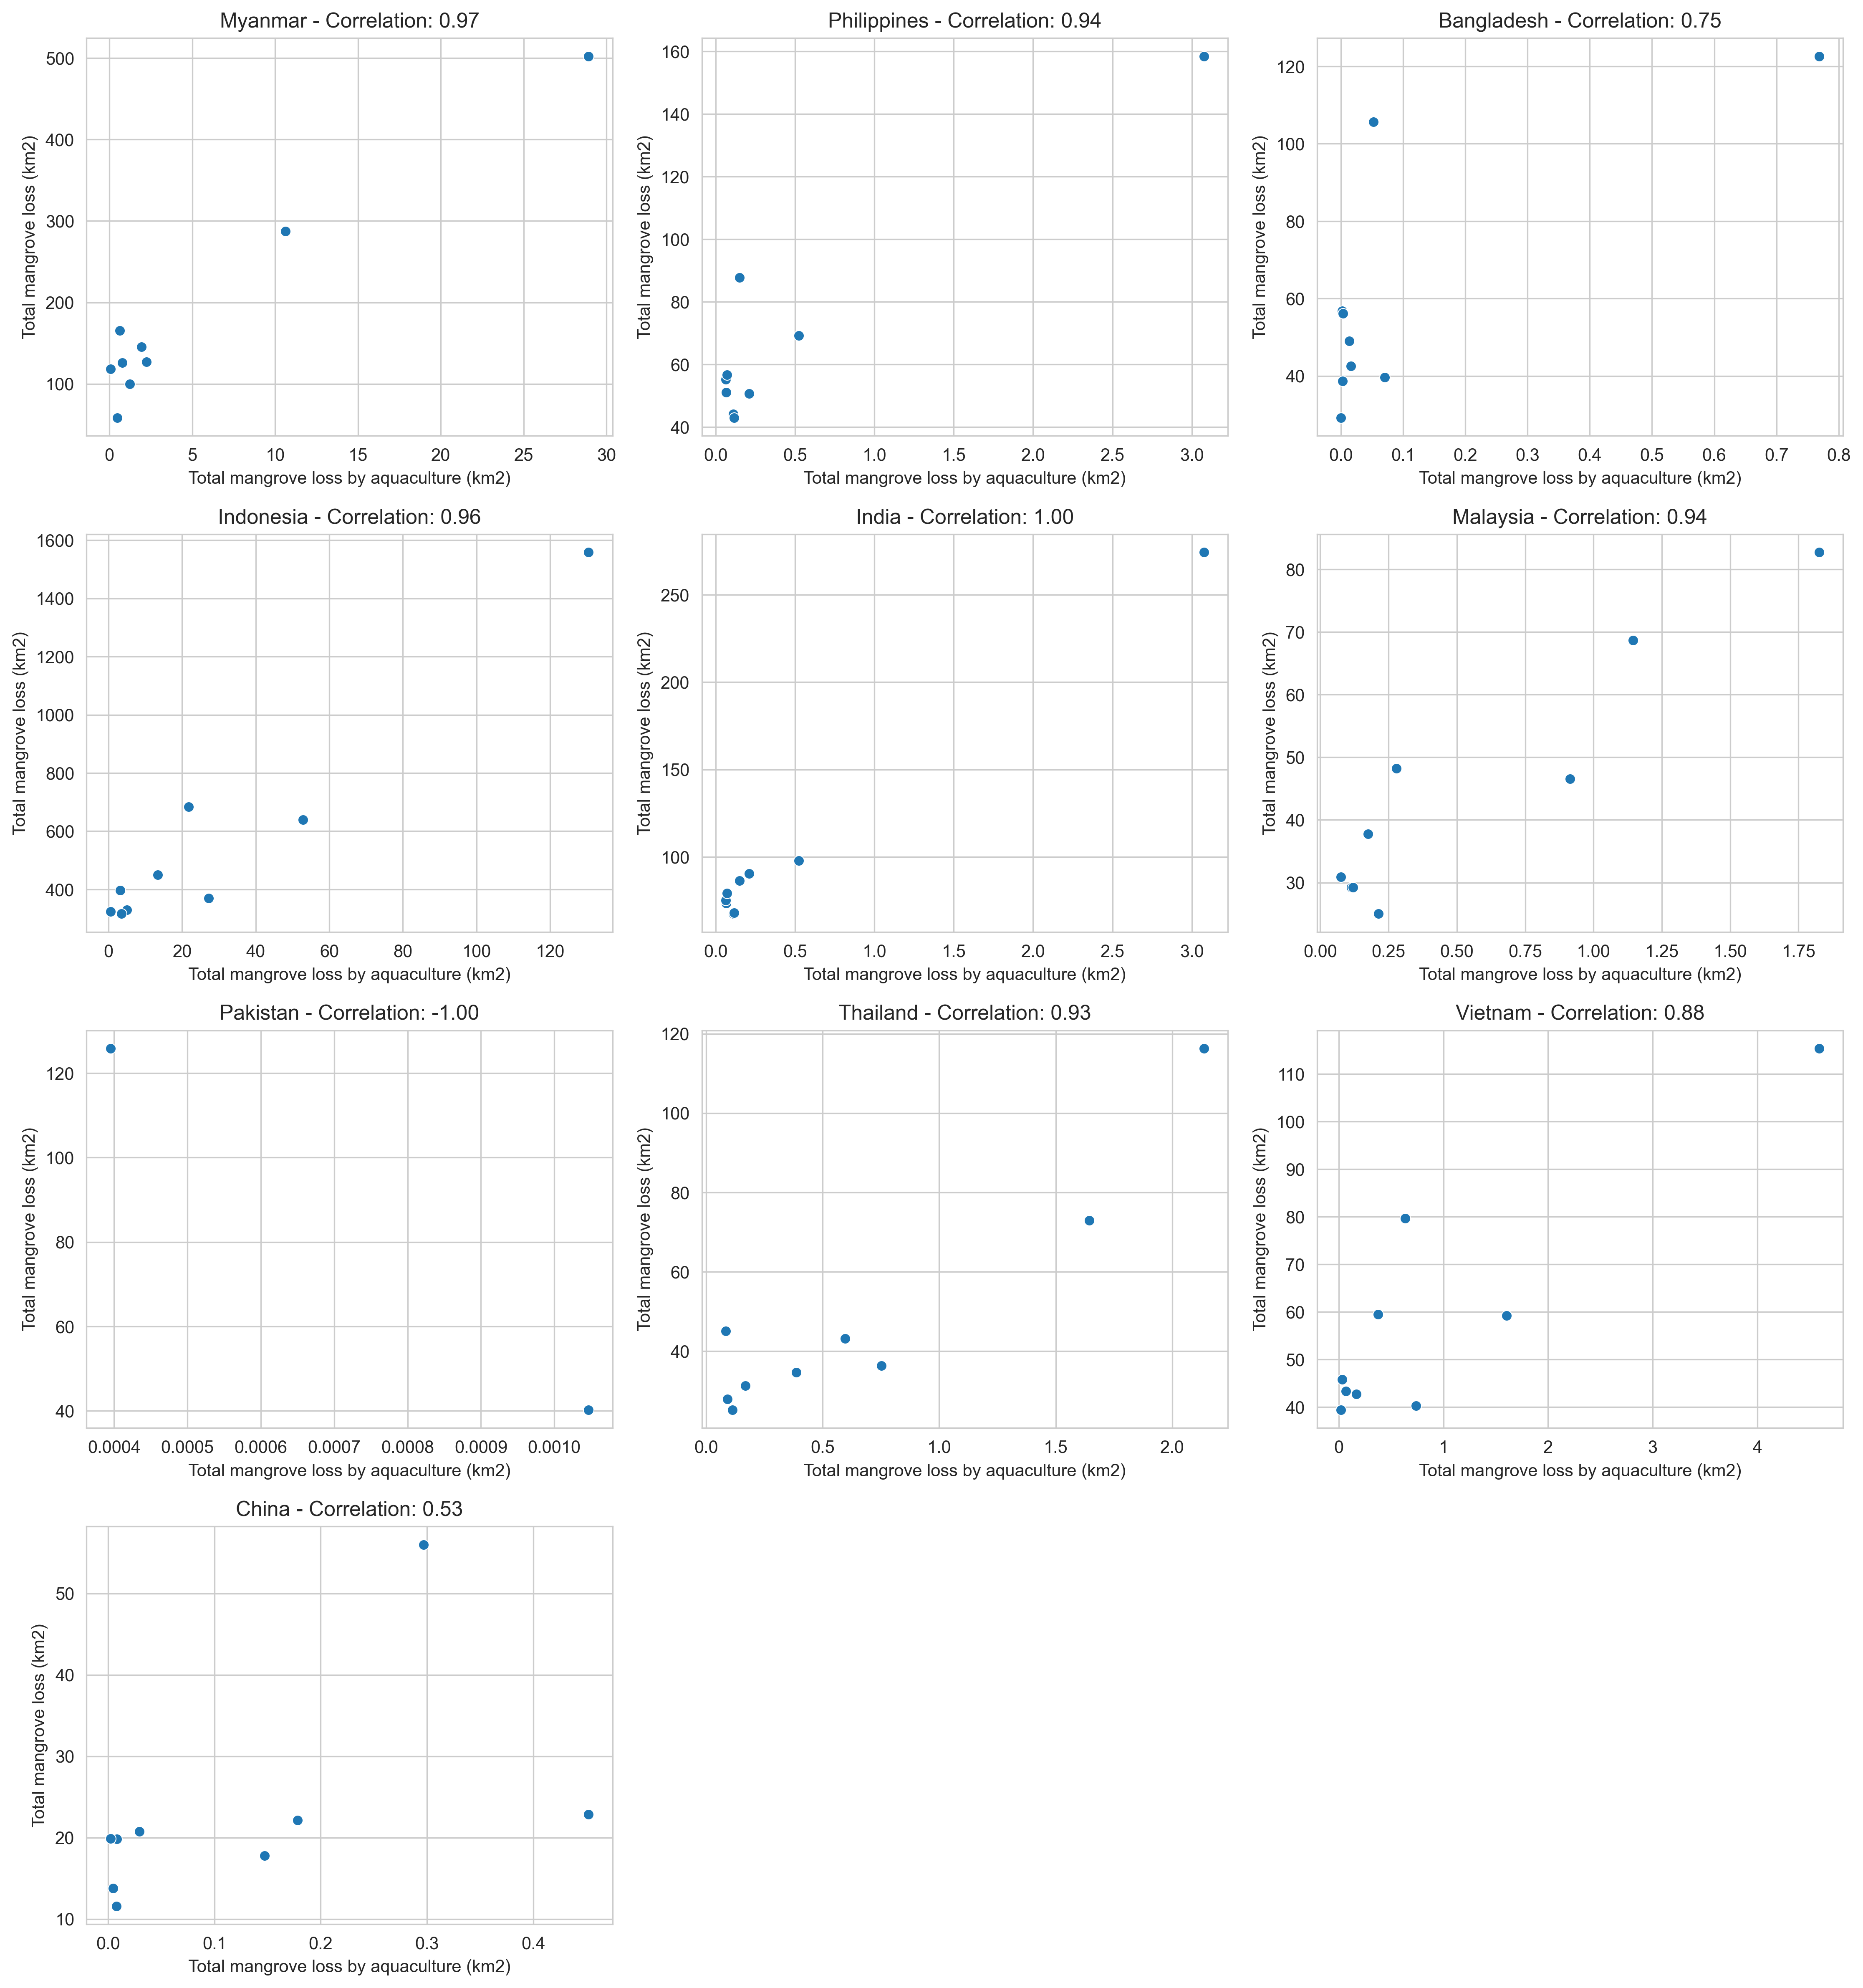 Myanmar - Correlation: 0.97
Total mangrove loss (km2)
500
400
300
200
100
0 5 10 15 20 25 30
Total mangrove loss by aquaculture (km2)
Philippines - Correlation: 0.94
Total mangrove loss (km2)
160
140
120
100
80
60
40
0.0 0.5 1.0 1.5 2.0 2.5 3.0
Total mangrove loss by aquaculture (km2)
Bangladesh - Correlation: 0.75
Total mangrove loss (km2)
120
100
80
60
40
0.0 0.1 0.2 0.3 0.4 0.5 0.6 0.7 0.8
Total mangrove loss by aquaculture (km2)
Indonesia - Correlation: 0.96
Total mangrove loss (km2)
1600
1400
1200
1000
800
600
400
0 20 40 60 80 100 120
Total mangrove loss by aquaculture (km2)
India - Correlation: 1.00
Total mangrove loss (km2)
250
200
150
100
0.0 0.5 1.0 1.5 2.0 2.5 3.0
Total mangrove loss by aquaculture (km2)
Malaysia - Correlation: 0.94
Total mangrove loss (km2)
80
70
60
50
40
30
0.00 0.25 0.50 0.75 1.00 1.25 1.50 1.75
Total mangrove loss by aquaculture (km2)
Pakistan - Correlation: -1.00
Total mangrove loss (km2)
120
100
80
60
40
0.0004 0.0005 0.0006 0.0007 0.0008 0.0009 0.0010
Total mangrove loss by aquaculture (km2)
Thailand - Correlation: 0.93
Total mangrove loss (km2)
120
100
80
60
40
0.0 0.5 1.0 1.5 2.0
Total mangrove loss by aquaculture (km2)
Vietnam - Correlation: 0.88
Total mangrove loss (km2)
110
100
90
80
70
60
50
40
0 1 2 3 4
Total mangrove loss by aquaculture (km2)
China - Correlation: 0.53
Total mangrove loss (km2)
50
40
30
20
10
0.0 0.1 0.2 0.3 0.4
Total mangrove loss by aquaculture (km2)